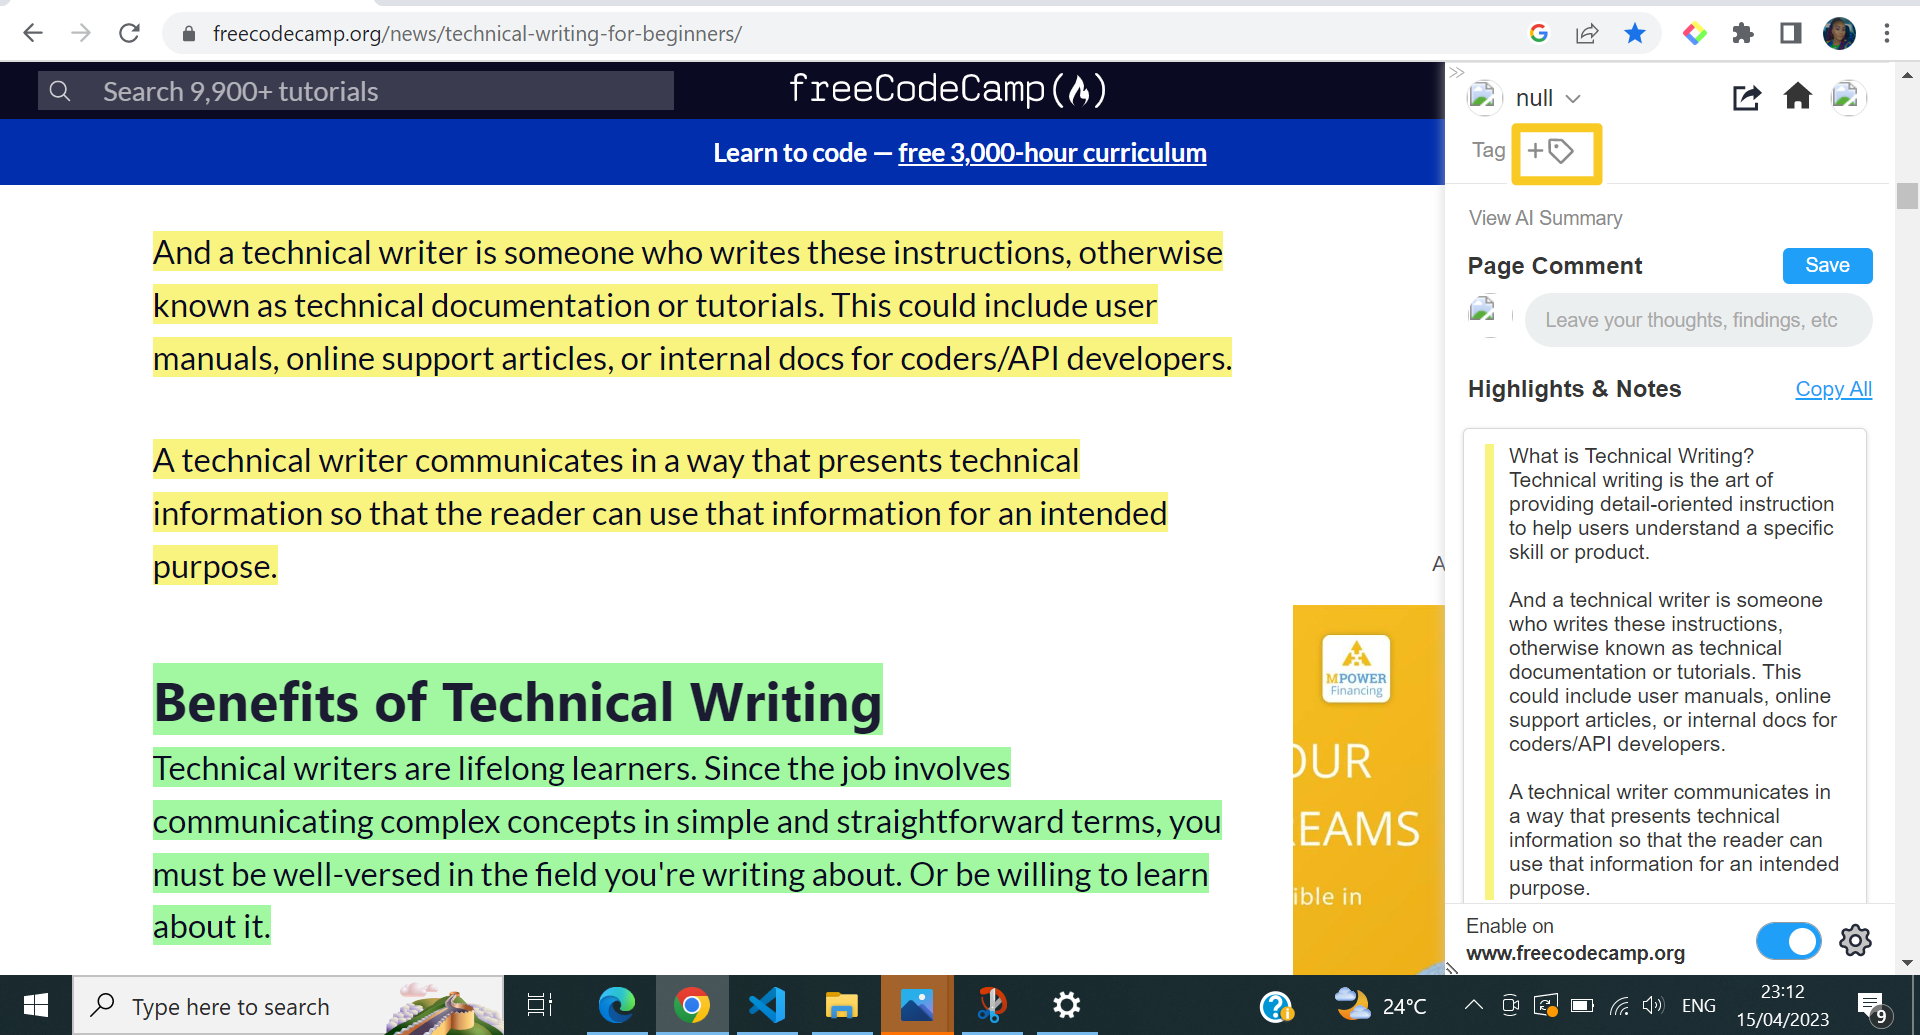 freecodecamp.org/news/technical-writing-for-beginners/
Search 9,900+ tutorials
freeCodeCamp
Learn to code — free 3,000-hour curriculum
And a technical writer is someone who writes these instructions, otherwise
known as technical documentation or tutorials. This could include user
manuals, online support articles, or internal docs for coders/API developers.
A technical writer communicates in a way that presents technical
information so that the reader can use that information for an intended
purpose.
Benefits of Technical Writing
Technical writers are lifelong learners. Since the job involves
communicating complex concepts in simple and straightforward terms, you
must be well-versed in the field you're writing about. Or be willing to learn
about it.
A
MPOWER
Financing
OUR
REAMS
ible in
null
Tag +
View AI Summary
Page Comment
Save
Leave your thoughts, findings, etc
Highlights & Notes
Copy All
What is Technical Writing?
Technical writing is the art of
providing detail-oriented instruction
to help users understand a specific
skill or product.
And a technical writer is someone
who writes these instructions,
otherwise known as technical
documentation or tutorials. This
could include user manuals, online
support articles, or internal docs for
coders/API developers.
A technical writer communicates in
a way that presents technical
information so that the reader can
use that information for an intended
purpose.
Enable on
www.freecodecamp.org
Type here to search
24°C
ENG
23:12
15/04/2023
9